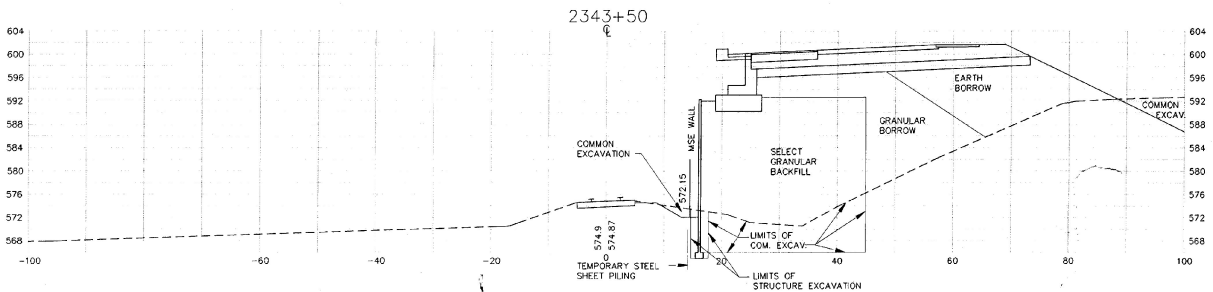 2343+50
℄
604
600
596
592
588
584
580
576
572
568
604
600
596
592
588
584
580
576
572
568
EARTH
BORROW
COMMON
EXCAV.
GRANULAR
BORROW
MSE WALL
COMMON
EXCAVATION
SELECT
GRANULAR
BACKFILL
572.15
574.9
574.87
LIMITS OF
COM. EXCAV.
-100
-80
-60
-40
-20
0
20
40
60
80
100
TEMPORARY STEEL
SHEET PILING
LIMITS OF
STRUCTURE EXCAVATION